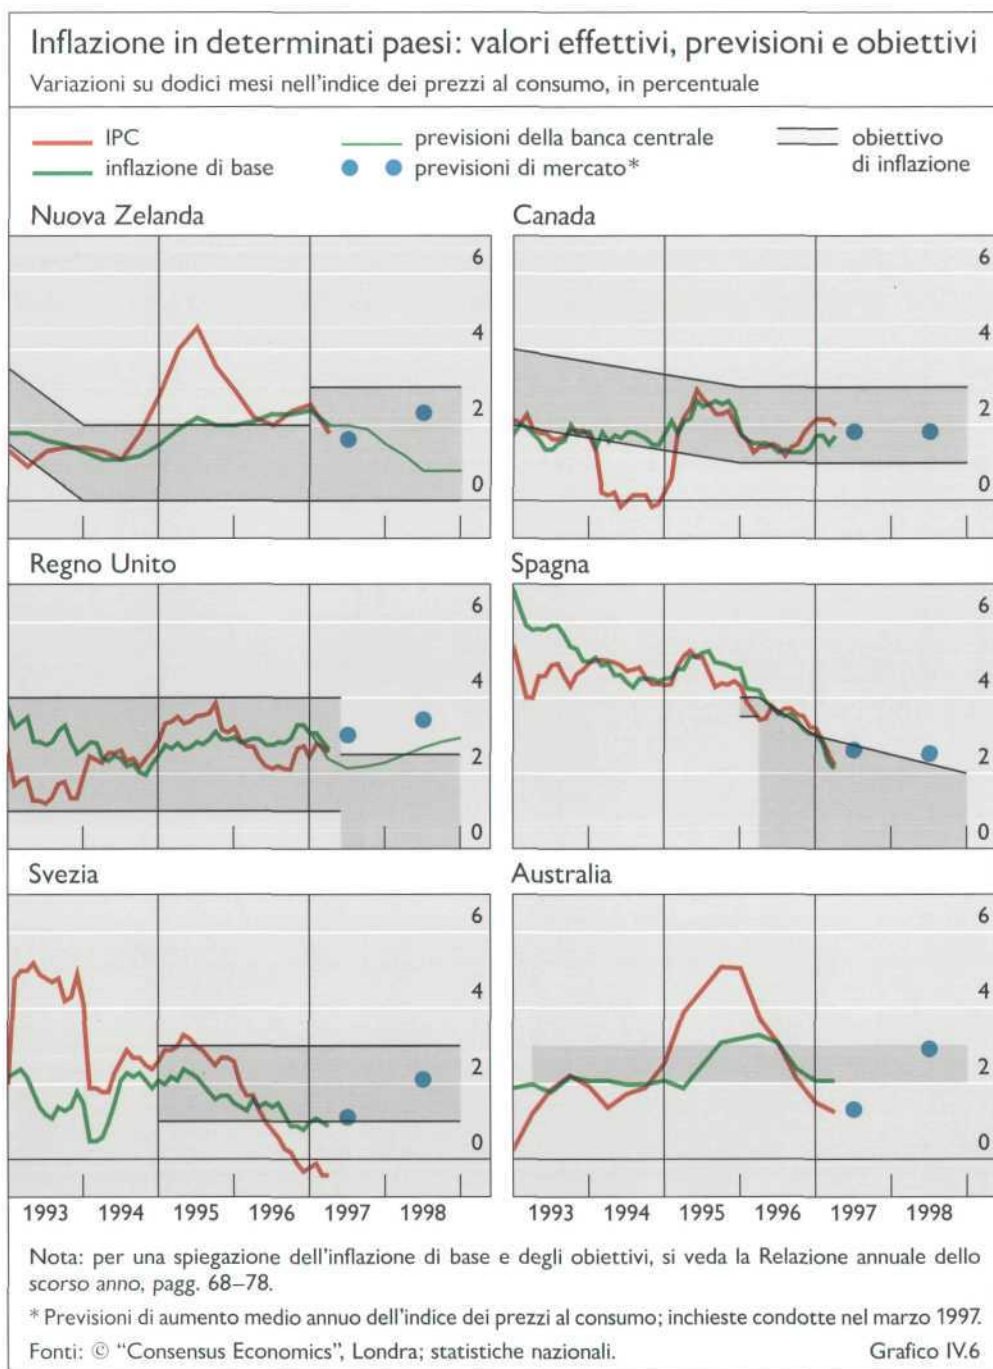 Inflazione in determinati paesi: valori effettivi, previsioni e obiettivi
Variazioni su dodici mesi nell'indice dei prezzi al consumo, in percentuale
IPC
inflazione di base
previsioni della banca centrale
previsioni di mercato*
obiettivo
di inflazione
Nuova Zelanda
6
4
2
0
Canada
6
4
2
0
Regno Unito
6
4
2
0
Spagna
6
4
2
0
Svezia
6
4
2
0
1993 1994 1995 1996 1997 1998
Australia
6
4
2
0
1993 1994 1995 1996 1997 1998
Nota: per una spiegazione dell'inflazione di base e degli obiettivi, si veda la Relazione annuale dello
scorso anno, pagg. 68–78.
* Previsioni di aumento medio annuo dell'indice dei prezzi al consumo; inchieste condotte nel marzo 1997.
Fonti: © "Consensus Economics", Londra; statistiche nazionali.
Grafico IV.6